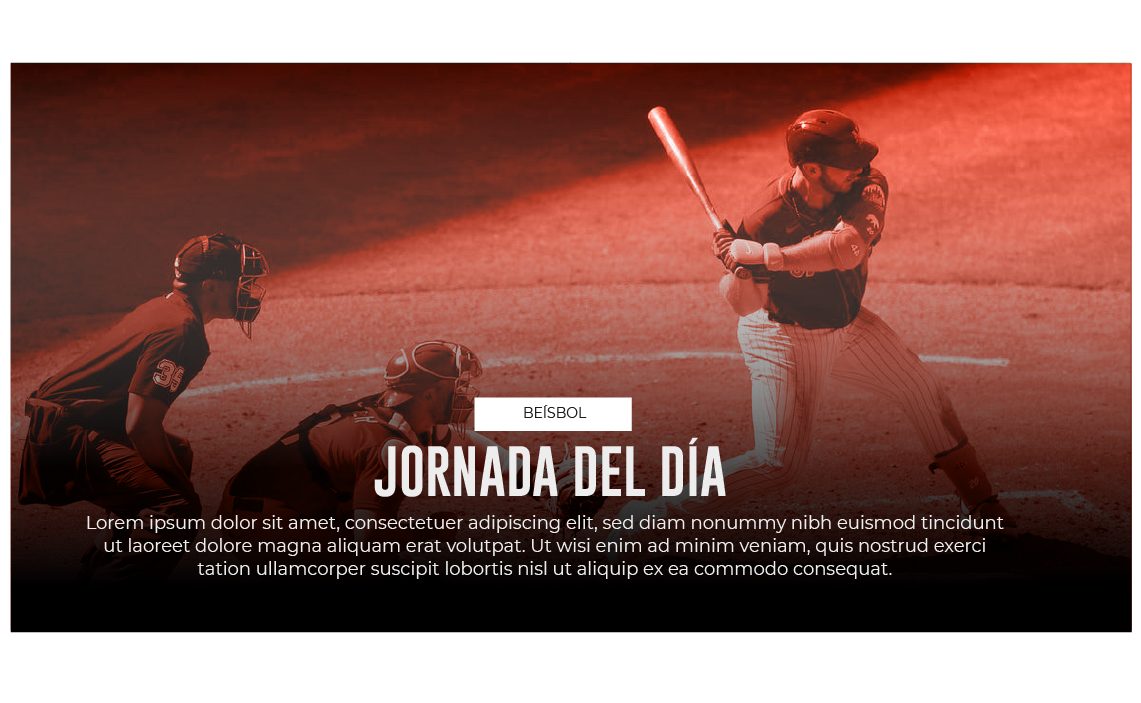 35
BEÍSBOL
JORNADA DEL DÍA
Lorem ipsum dolor sit amet, consectetuer adipiscing elit, sed diam nonummy nibh euismod tincidunt
ut laoreet dolore magna aliquam erat volutpat. Ut wisi enim ad minim veniam, quis nostrud exerci
tation ullamcorper suscipit lobortis nisl ut aliquip ex ea commodo consequat.